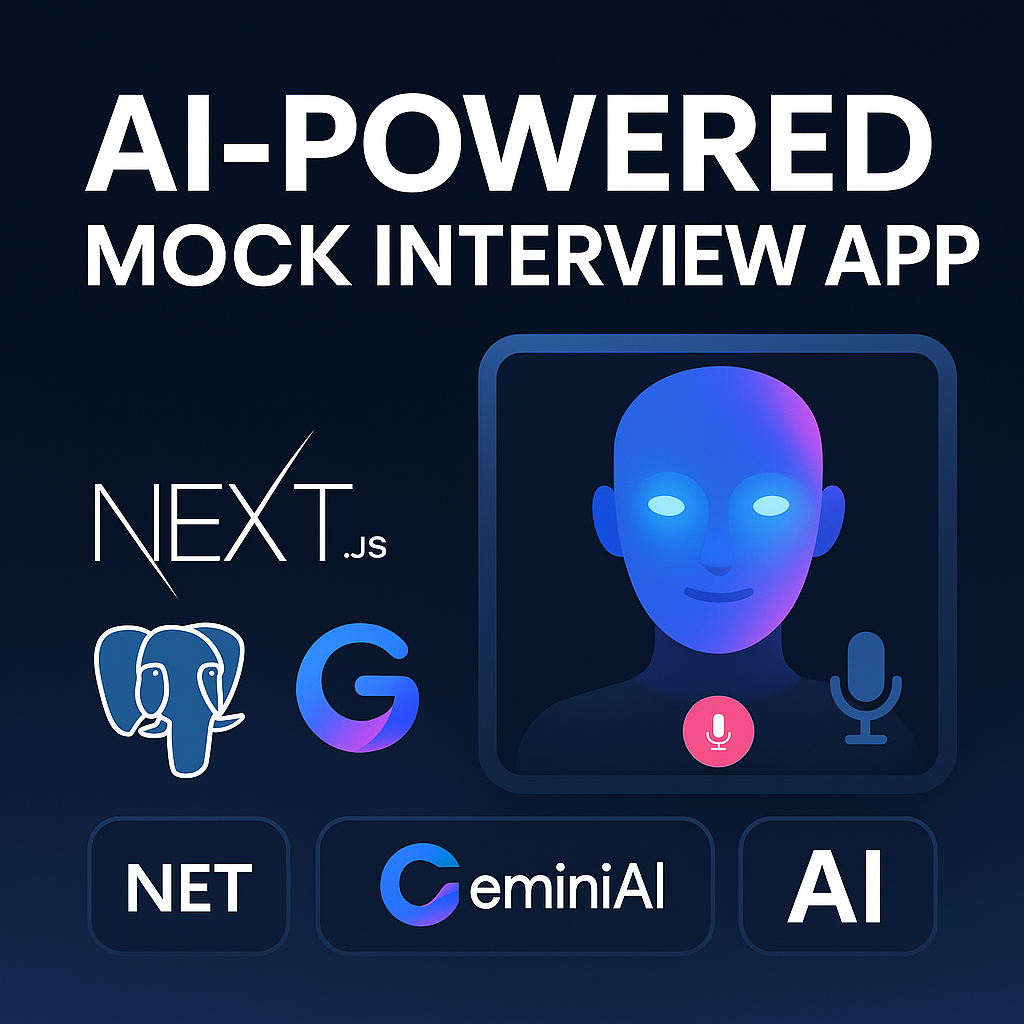 AI-POWERED
MOCK INTERVIEW APP
NEXT.JS
G
NET
GeminiAI
AI